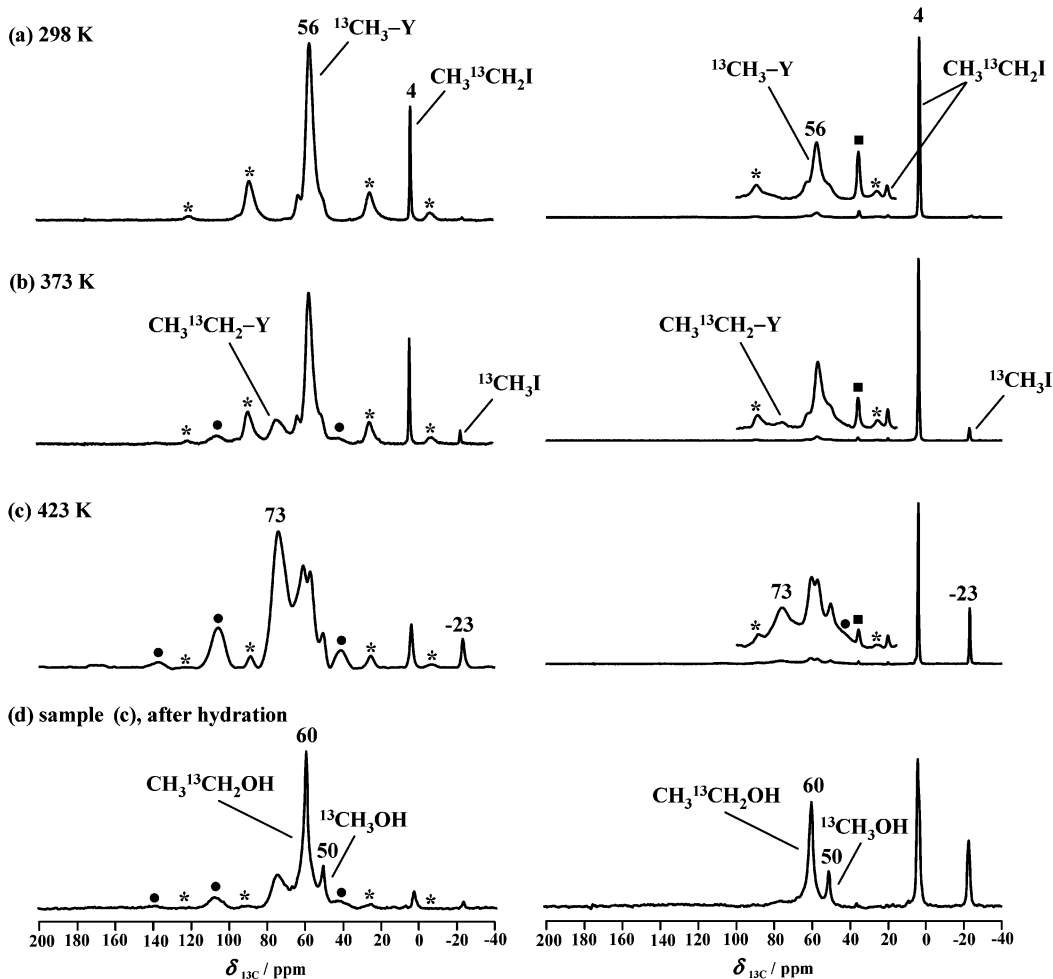 (a) 298 K
56
¹³CH₃–Y
4
CH₃¹³CH₂I
* * * *
¹³CH₃–Y
56
■
4
CH₃¹³CH₂I
* *
(b) 373 K
CH₃¹³CH₂–Y
¹³CH₃I
* ● * ● * *
CH₃¹³CH₂–Y
■
¹³CH₃I
* *
(c) 423 K
73
-23
● * ● * ● * *
73
● ■
-23
* *
(d) sample (c), after hydration
60
CH₃¹³CH₂OH
¹³CH₃OH
50
● * ● * ● * *
60
CH₃¹³CH₂OH
¹³CH₃OH
50
200 180 160 140 120 100 80 60 40 20 0 -20 -40
δ ₁₃C / ppm
200 180 160 140 120 100 80 60 40 20 0 -20 -40
δ ₁₃C / ppm